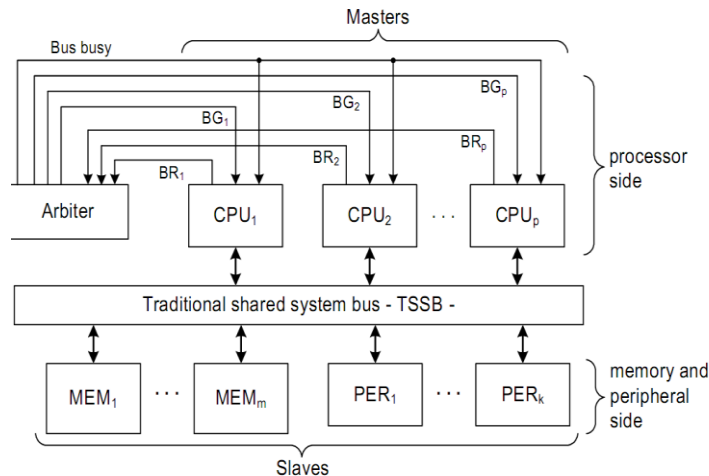 Masters
Bus busy
BG₁
BG₂
BGₚ
BR₁
BR₂
BRₚ
processor
side
Arbiter
CPU₁
CPU₂
. . .
CPUₚ
Traditional shared system bus - TSSB -
MEM₁
. . .
MEMₘ
PER₁
. . .
PERₖ
memory and
peripheral
side
Slaves